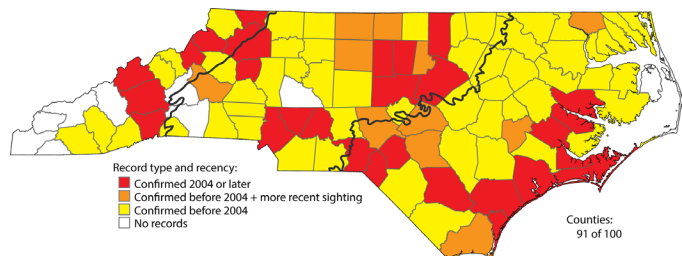 Record type and recency:
Confirmed 2004 or later
Confirmed before 2004 + more recent sighting
Confirmed before 2004
No records
Counties:
91 of 100